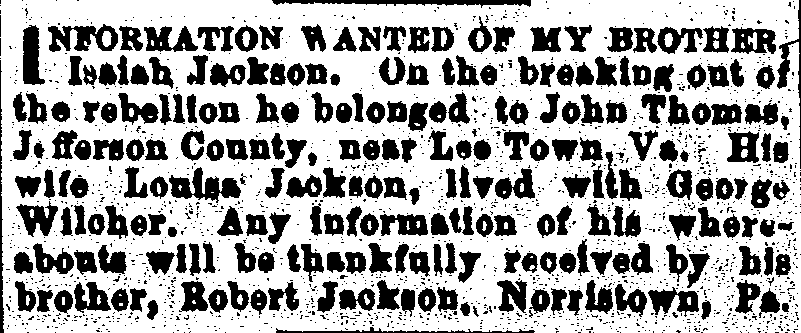 INFORMATION WANTED OF MY BROTHER,
Isaiah Jackson. On the breaking out of
the rebellion he belonged to John Thomas,
Jefferson County, near Lee Town, Va. His
wife Louisa Jackson, lived with George
Wilcher. Any information of his where-
abouts will be thankfully received by his
brother, Robert Jackson, Norristown, Pa.